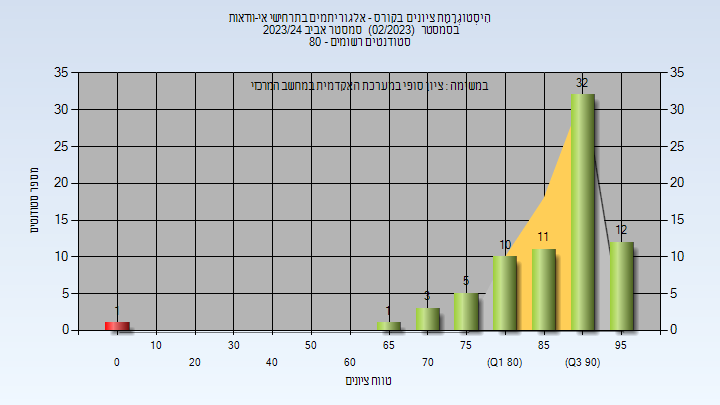 היסטוגרמת ציונים בקורס - אלגוריתמים בתרחישי אי-וודאות
בסמסטר (02/2023) סמסטר אביב 2023/24
סטודנטים רשומים - 80
במשימה : ציון סופי במערכת האקדמית במחשב המרכזי
מספר סטודנטים
35 35
30 30
25 25
20 20
15 15
10 10
5 5
0 0
1 1 3 5 10 11 32 12
10 30 50 65 75 85 95
0 20 40 60 70 (Q1 80) (Q3 90)
טווח ציונים